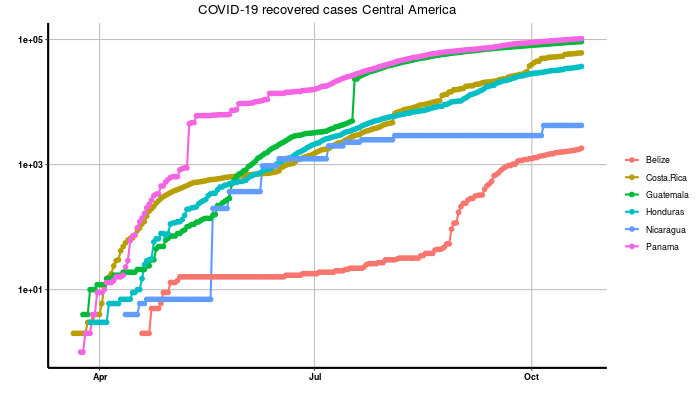 COVID-19 recovered cases Central America
1e+05
1e+03
1e+01
Apr Jul Oct
Belize
Costa.Rica
Guatemala
Honduras
Nicaragua
Panama